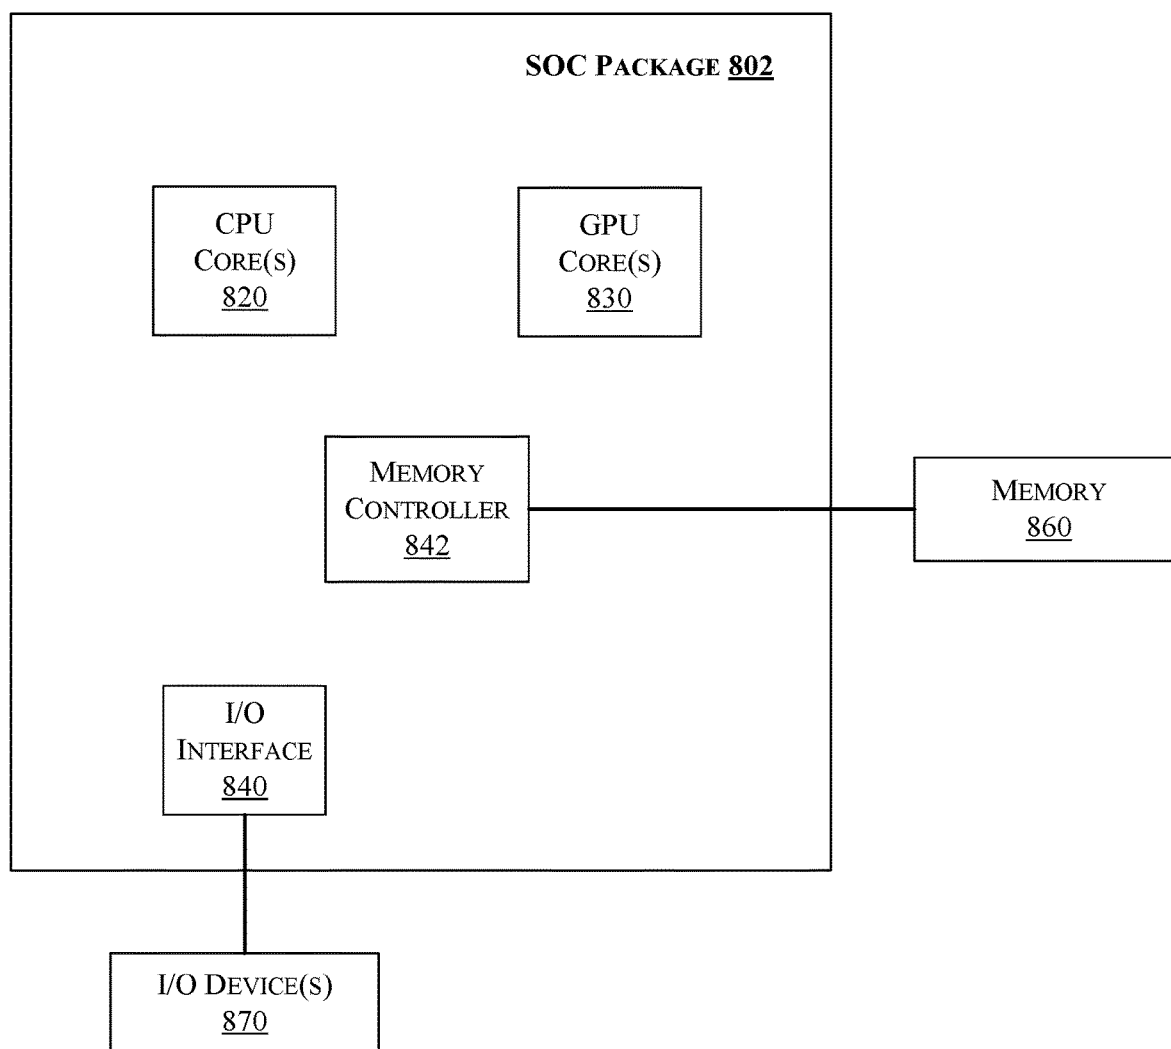 SOC PACKAGE 802
CPU
CORE(S)
820
GPU
CORE(S)
830
MEMORY
CONTROLLER
842
MEMORY
860
I/O
INTERFACE
840
I/O DEVICE(S)
870